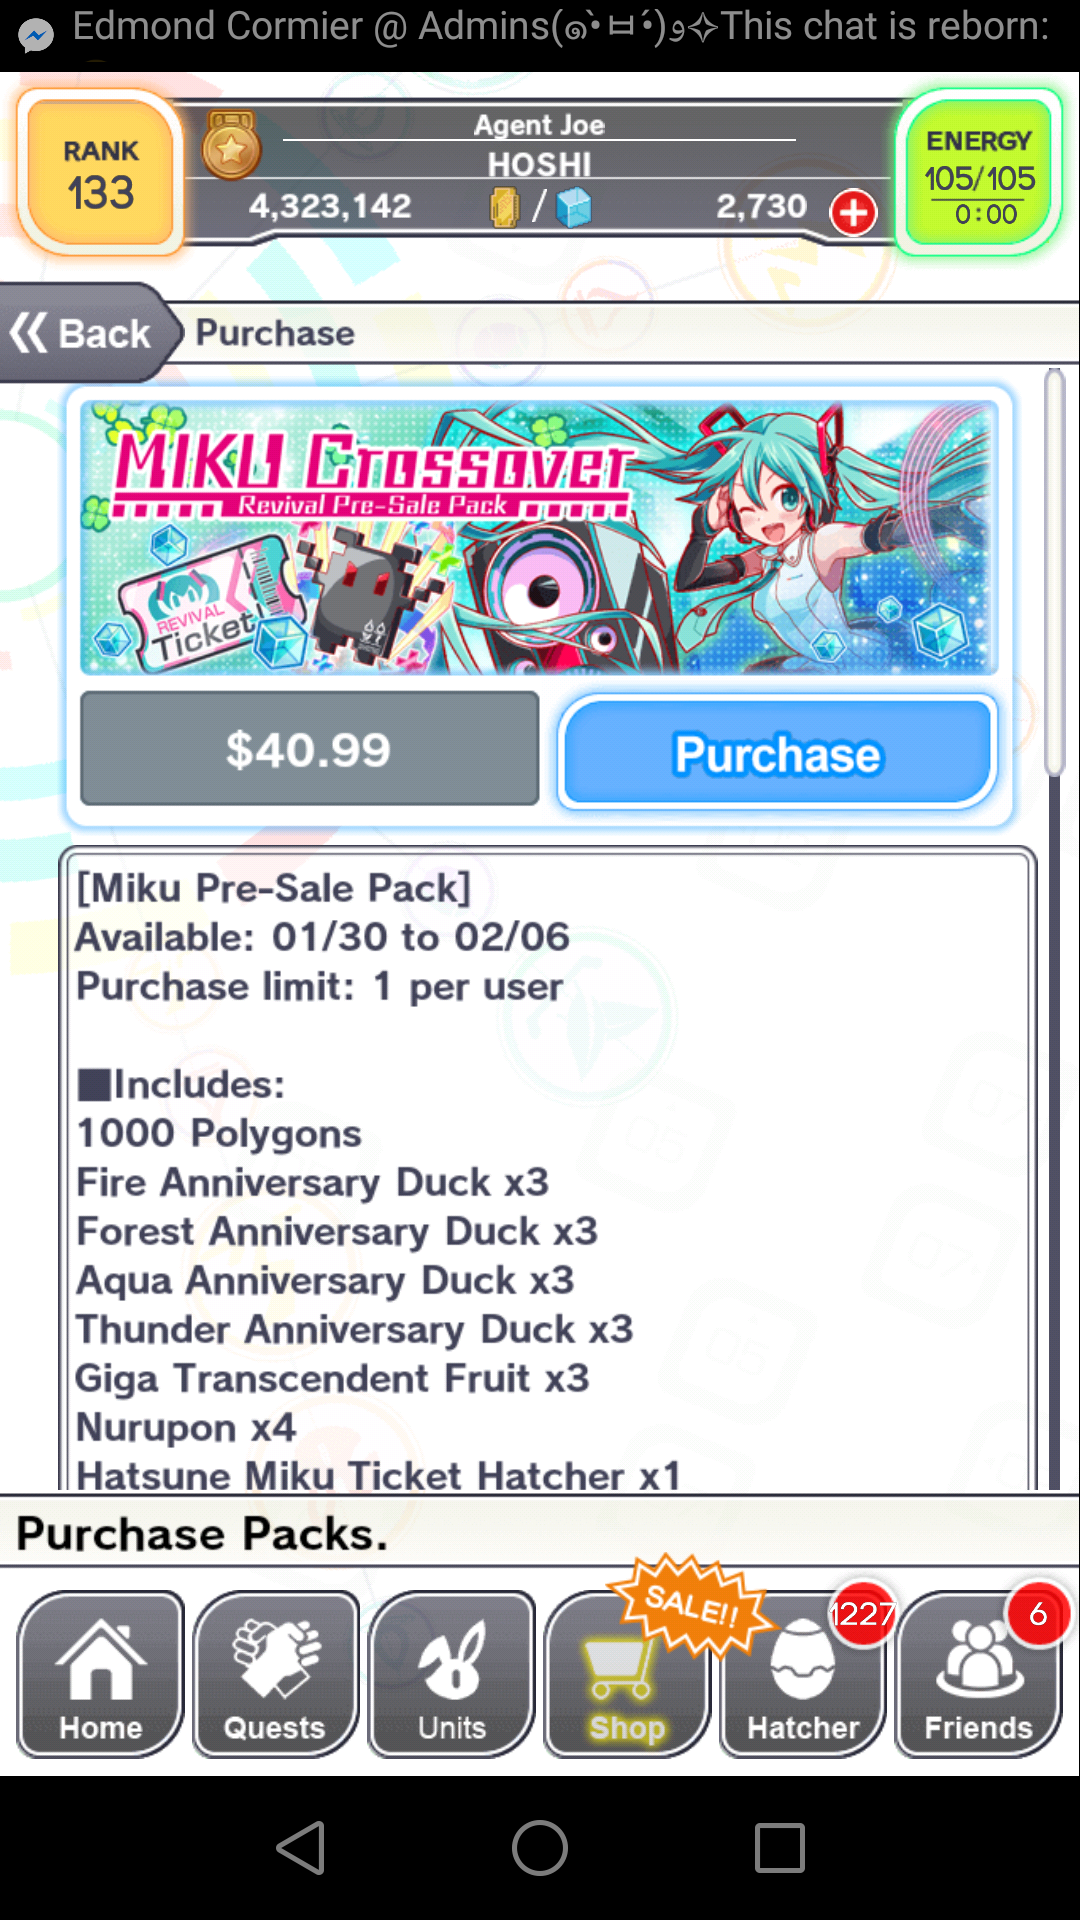 Edmond Cormier @ Admins(๑•̀ㅂ•́)و✧This chat is reborn:
RANK
133
Agent Joe
HOSHI
4,323,142 / 2,730
ENERGY
105/105
0:00
Back
Purchase
MIKU Crossover
Revival Pre-Sale Pack
REVIVAL
Ticket
$40.99
Purchase
[Miku Pre-Sale Pack]
Available: 01/30 to 02/06
Purchase limit: 1 per user
■Includes:
1000 Polygons
Fire Anniversary Duck x3
Forest Anniversary Duck x3
Aqua Anniversary Duck x3
Thunder Anniversary Duck x3
Giga Transcendent Fruit x3
Nurupon x4
Hatsune Miku Ticket Hatcher x1
Purchase Packs.
SALE!!
1227
6
Home
Quests
Units
Shop
Hatcher
Friends